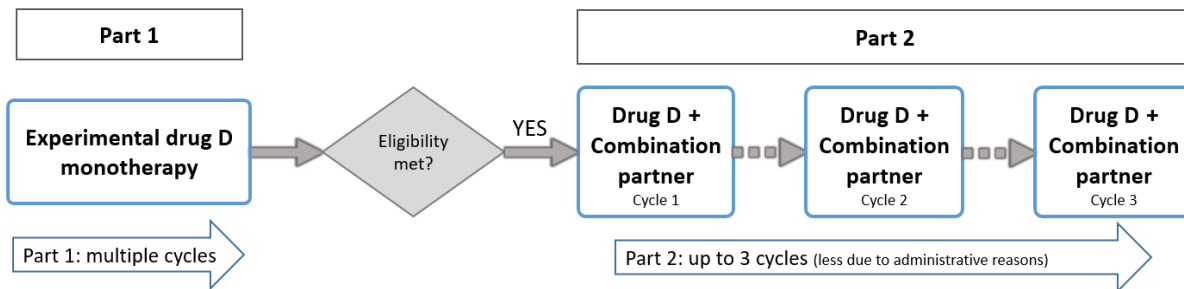 Part 1
Part 2
Experimental drug D
monotherapy
Eligibility
met?
YES
Drug D +
Combination
partner
Cycle 1
Drug D +
Combination
partner
Cycle 2
Drug D +
Combination
partner
Cycle 3
Part 1: multiple cycles
Part 2: up to 3 cycles (less due to administrative reasons)